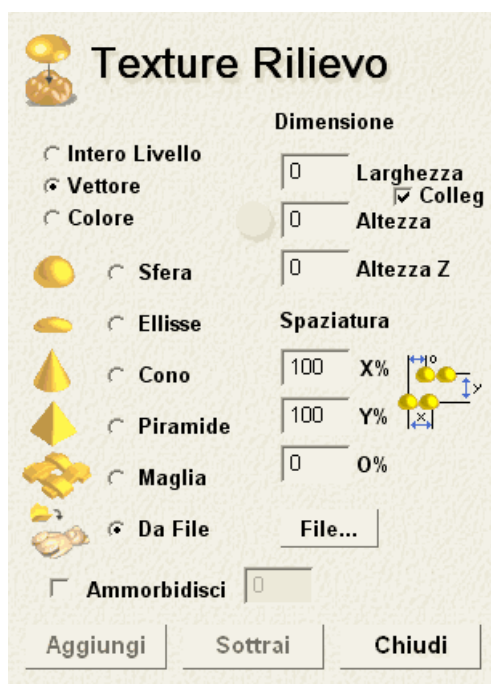 Texture Rilievo
Dimensione
Intero Livello
Vettore
Colore
0 Larghezza
Colleg
0 Altezza
0 Altezza Z
Sfera
Ellisse
Cono
Piramide
Maglia
Da File
Spaziatura
100 X%
100 Y%
0 O%
o
y
x
File...
Ammorbidisci 0
Aggiungi Sottrai Chiudi